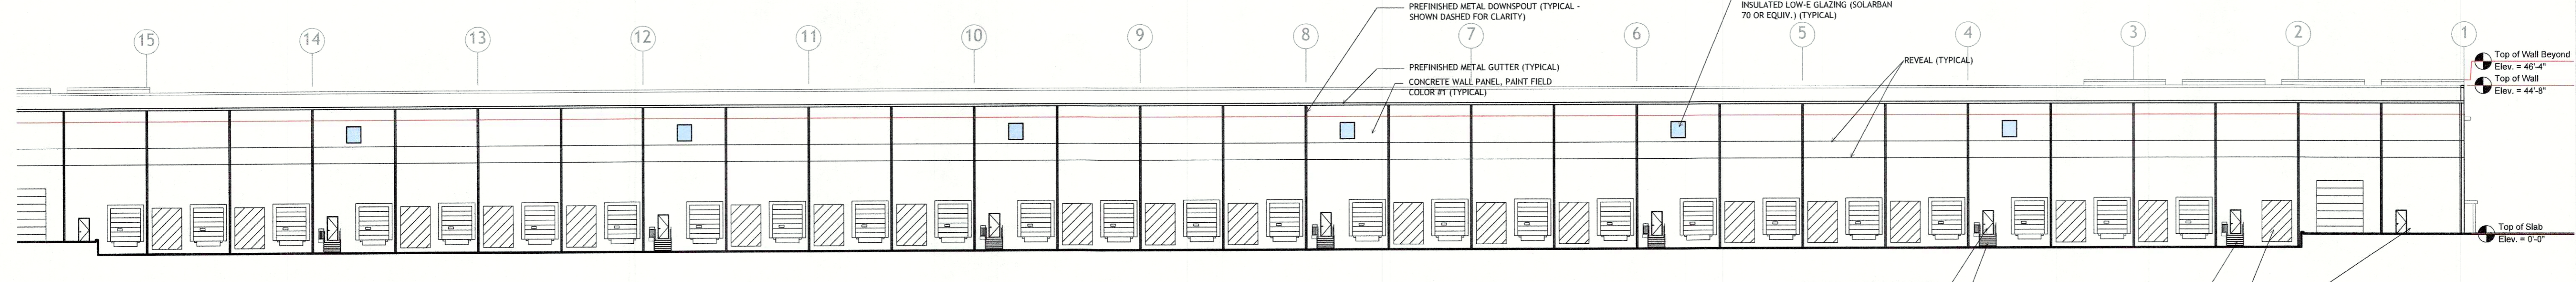 PREFINISHED METAL DOWNSPOUT (TYPICAL -
SHOWN DASHED FOR CLARITY)
INSULATED LOW-E GLAZING (SOLARBAN
70 OR EQUIV.) (TYPICAL)
15
14
13
12
11
10
9
8
7
6
5
4
3
2
1
PREFINISHED METAL GUTTER (TYPICAL)
CONCRETE WALL PANEL, PAINT FIELD
COLOR #1 (TYPICAL)
REVEAL (TYPICAL)
Top of Wall Beyond
Elev. = 46'-4"
Top of Wall
Elev. = 44'-8"
Top of Slab
Elev. = 0'-0"